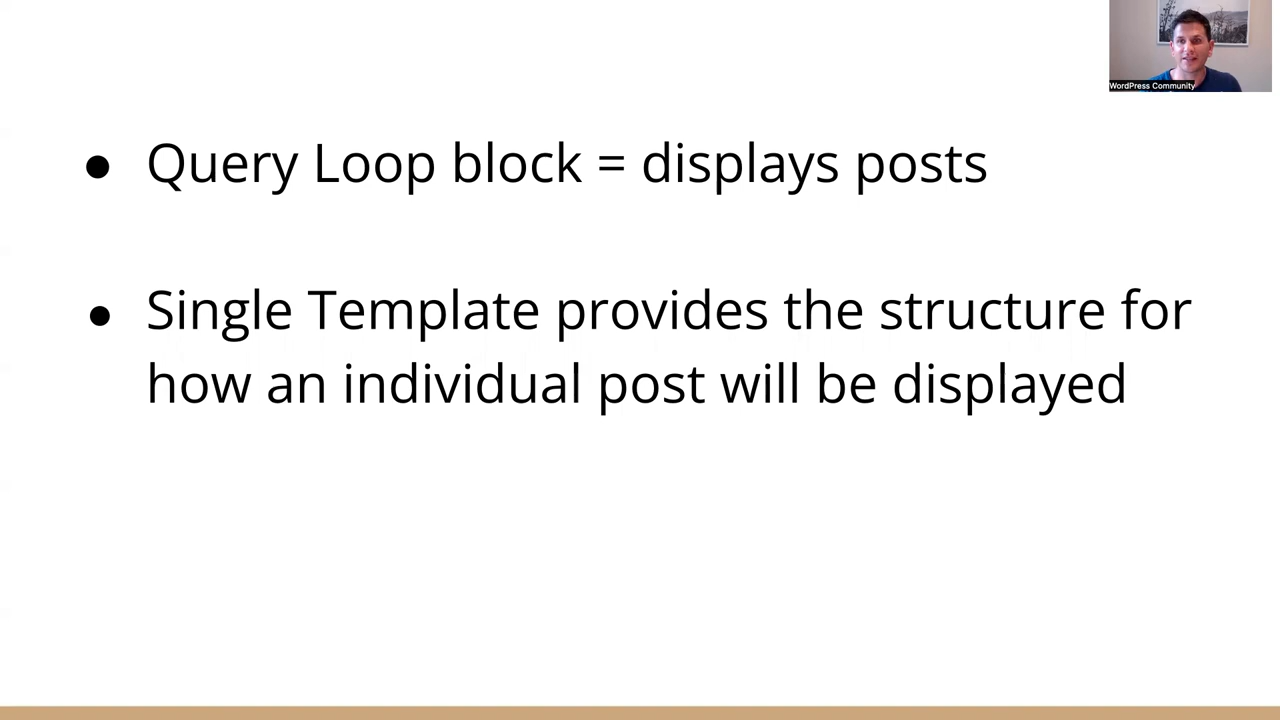 WordPress Community
● Query Loop block = displays posts
● Single Template provides the structure for
how an individual post will be displayed